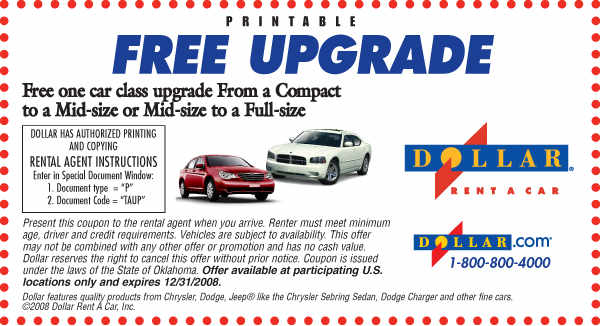 PRINTABLE
FREE UPGRADE
Free one car class upgrade From a Compact
to a Mid-size or Mid-size to a Full-size
DOLLAR HAS AUTHORIZED PRINTING
AND COPYING
RENTAL AGENT INSTRUCTIONS
Enter in Special Document Window:
1. Document type = "P"
2. Document Code = "TAUP"
DOLLAR®
RENT A CAR
Present this coupon to the rental agent when you arrive. Renter must meet minimum
age, driver and credit requirements. Vehicles are subject to availability. This offer
may not be combined with any other offer or promotion and has no cash value.
Dollar reserves the right to cancel this offer without prior notice. Coupon is issued
under the laws of the State of Oklahoma. Offer available at participating U.S.
locations only and expires 12/31/2008.
DOLLAR.com®
1-800-800-4000
Dollar features quality products from Chrysler, Dodge, Jeep® like the Chrysler Sebring Sedan, Dodge Charger and other fine cars.
©2008 Dollar Rent A Car, Inc.